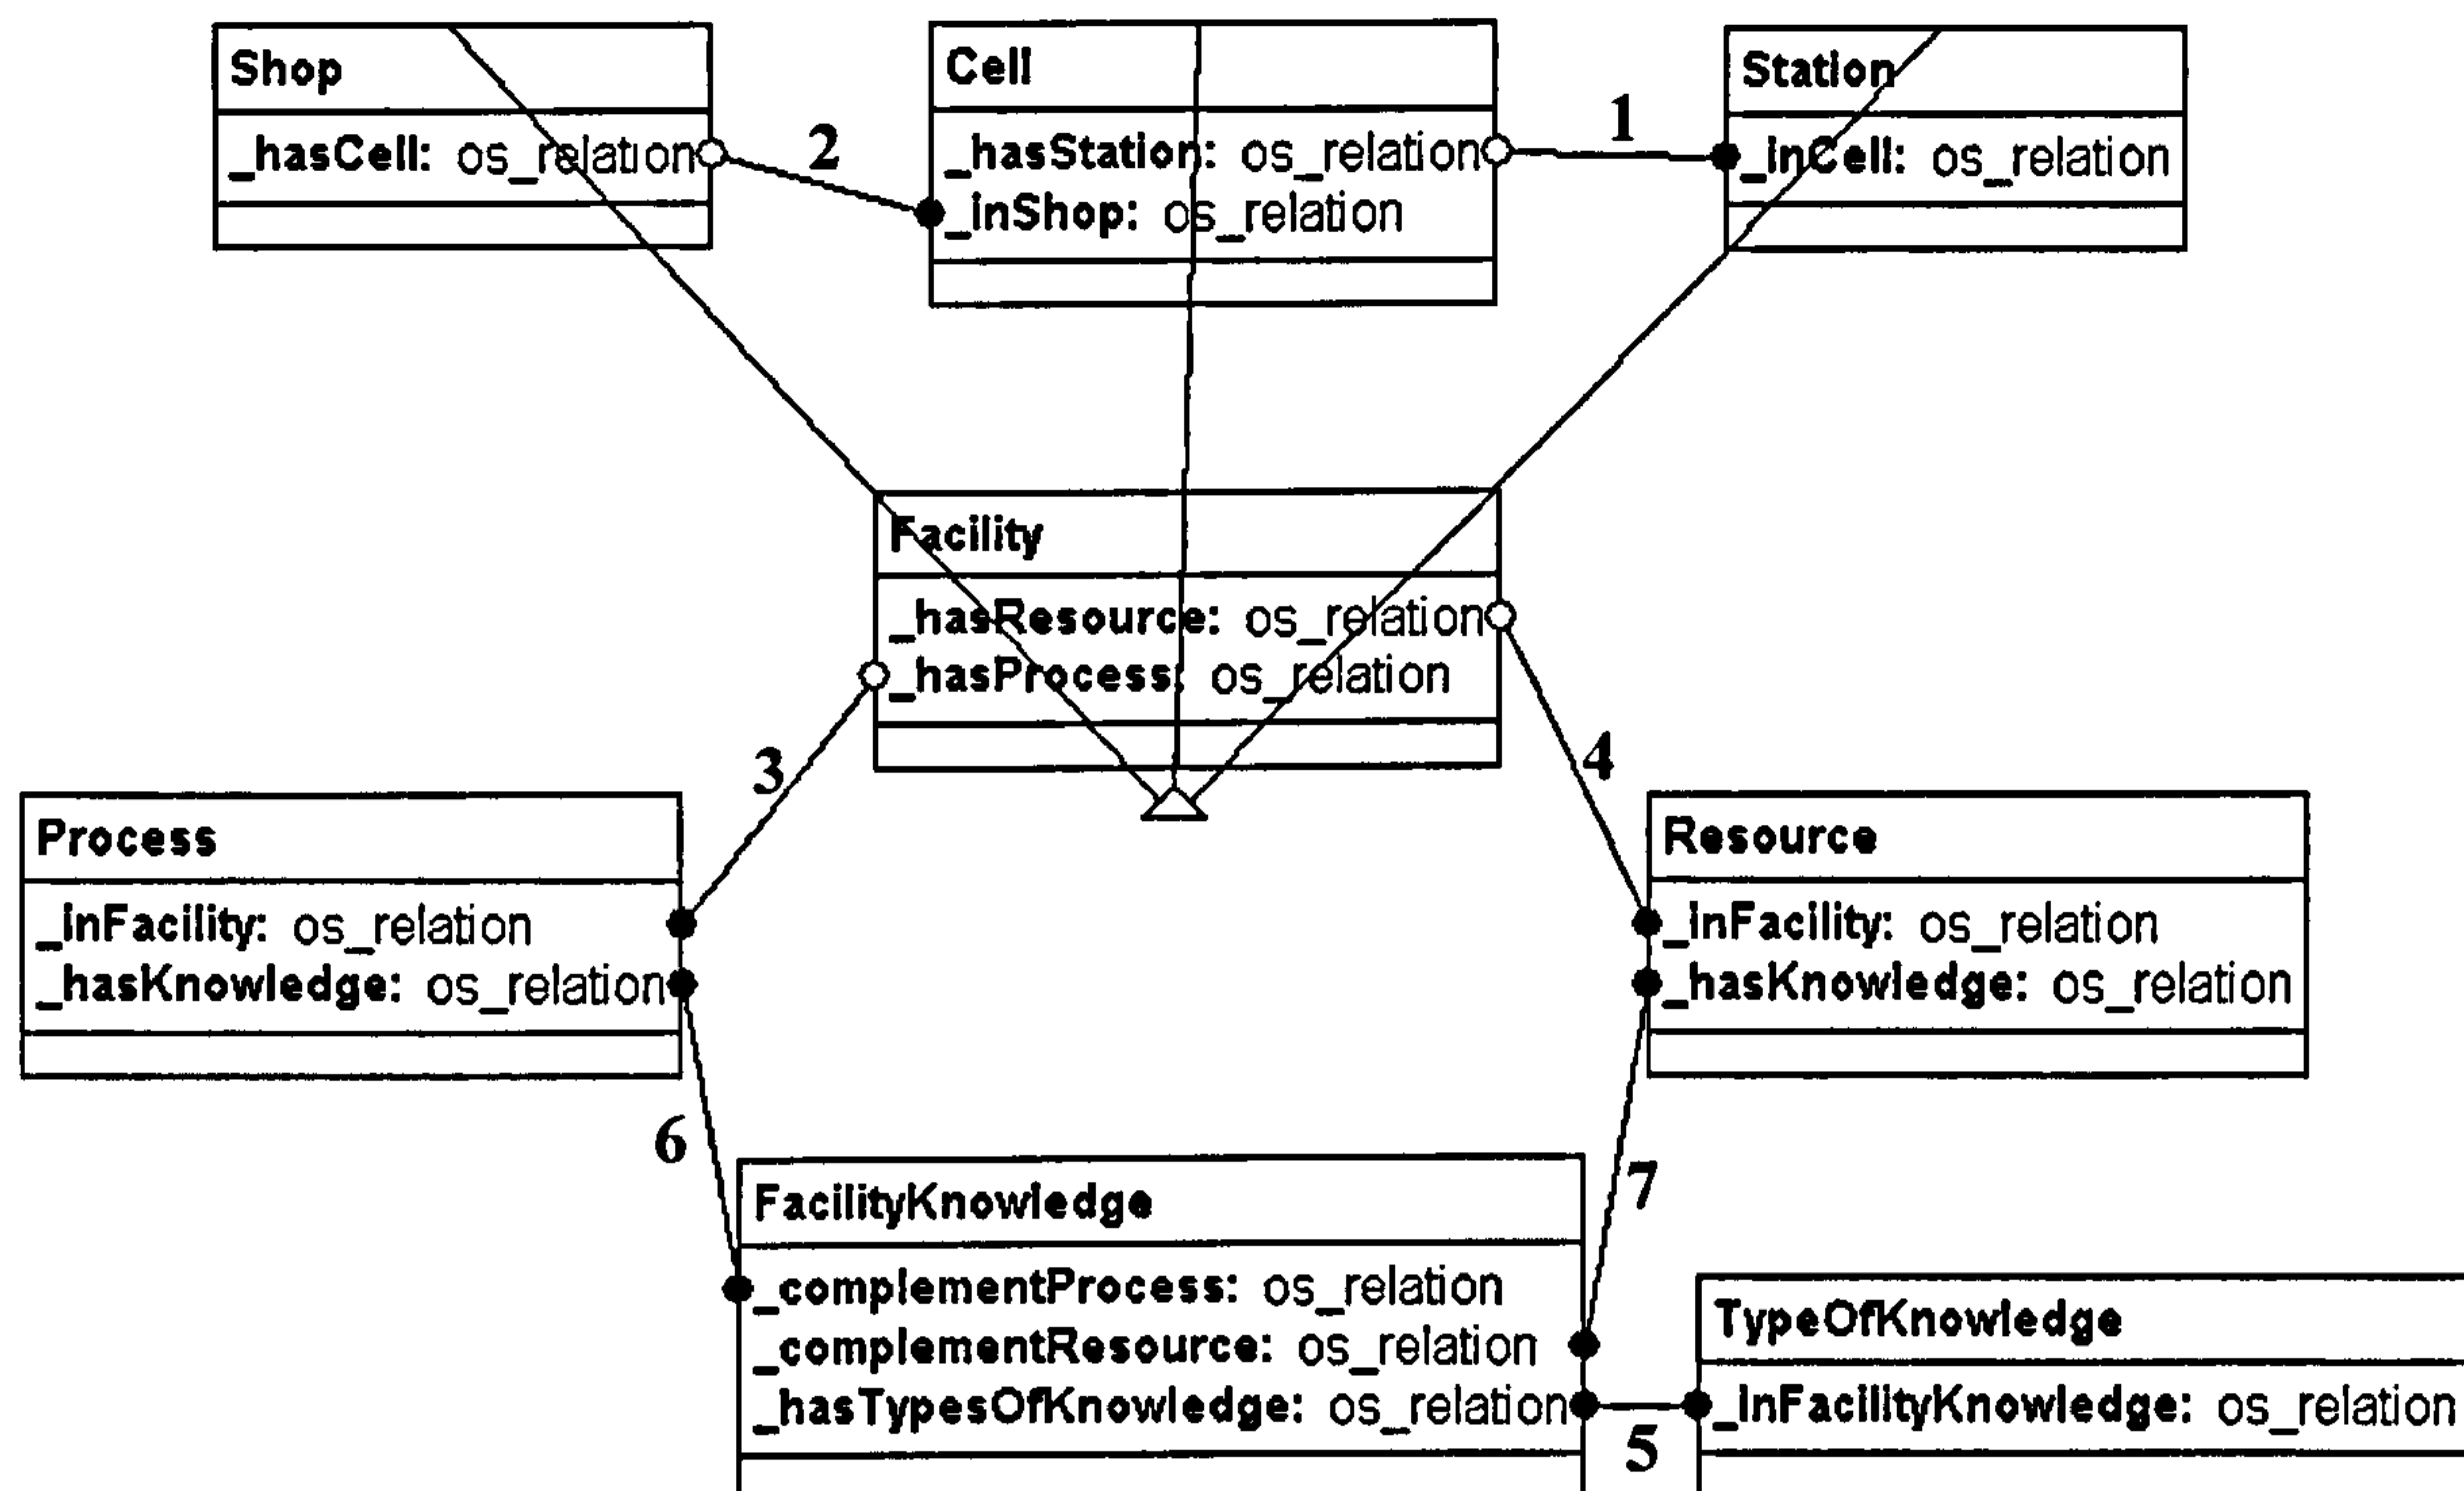 Shop
_hasCell: os_relation
2
Cell
_hasStation: os_relation
_inShop: os_relation
1
Station
_inCell: os_relation
Facility
_hasResource: os_relation
_hasProcess: os_relation
3
4
Process
_inFacility: os_relation
_hasKnowledge: os_relation
Resource
_inFacility: os_relation
_hasKnowledge: os_relation
6
7
FacilityKnowledge
_complementProcess: os_relation
_complementResource: os_relation
_hasTypesOfKnowledge: os_relation
5
TypeOfKnowledge
_inFacilityKnowledge: os_relation